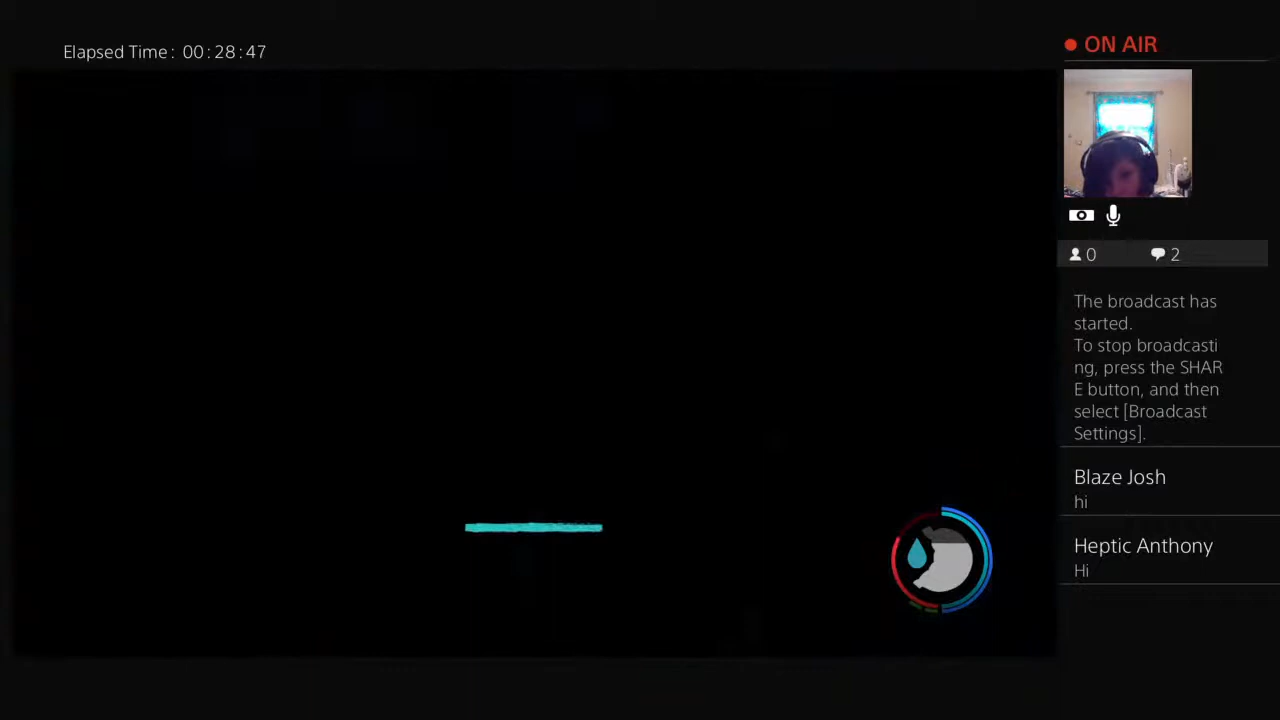 Elapsed Time: 00:28:47
ON AIR
0
2
The broadcast has
started.
To stop broadcasti
ng, press the SHAR
E button, and then
select [Broadcast
Settings].
Blaze Josh
hi
Heptic Anthony
Hi